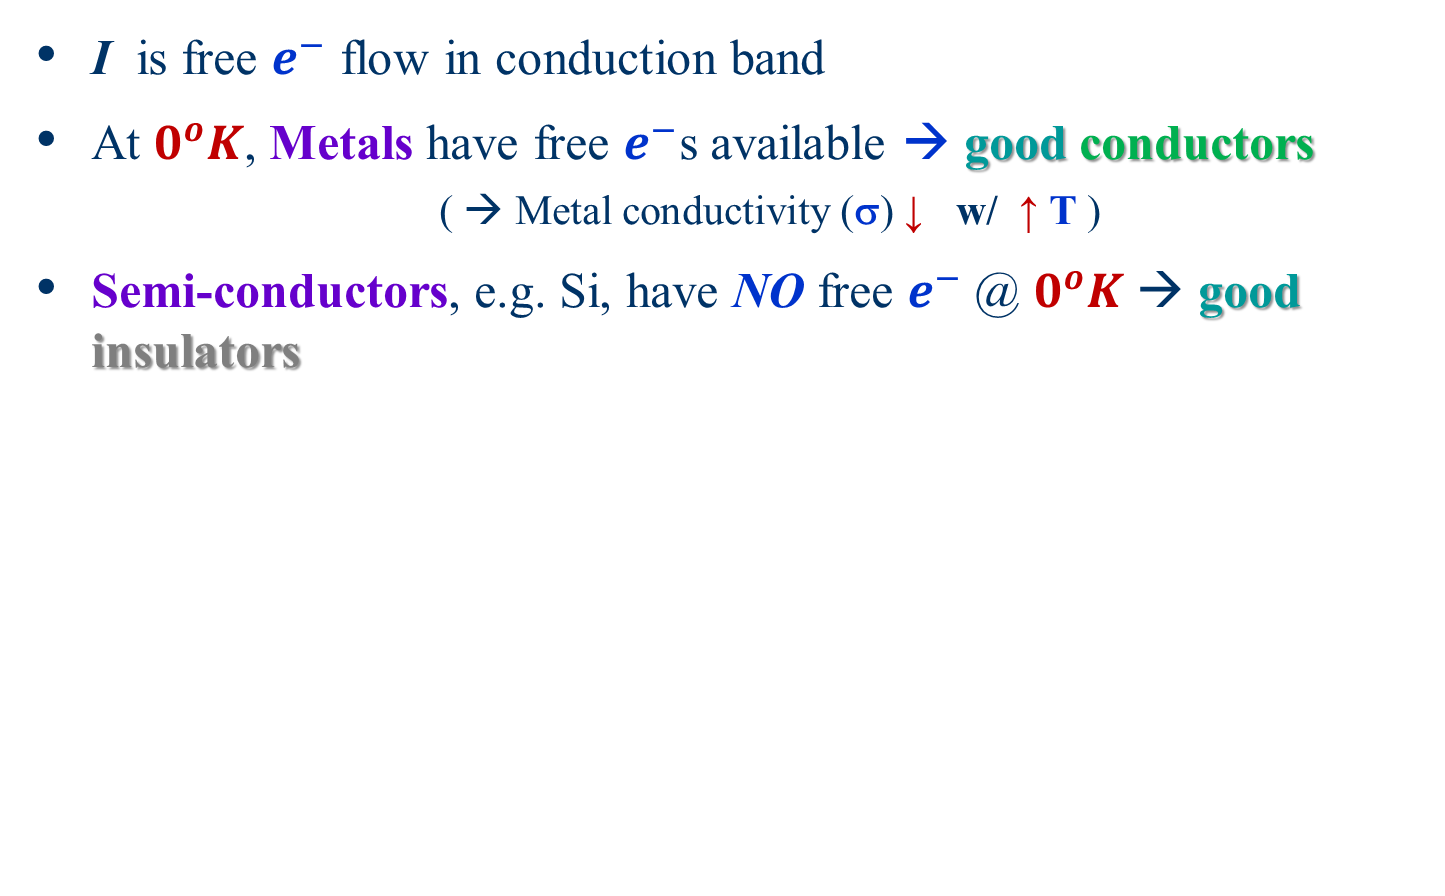 • I is free e⁻ flow in conduction band
• At 0ᵒK, Metals have free e⁻s available → good conductors
( → Metal conductivity (σ) ↓ w/ ↑ T )
• Semi-conductors, e.g. Si, have NO free e⁻ @ 0ᵒK → good
insulators